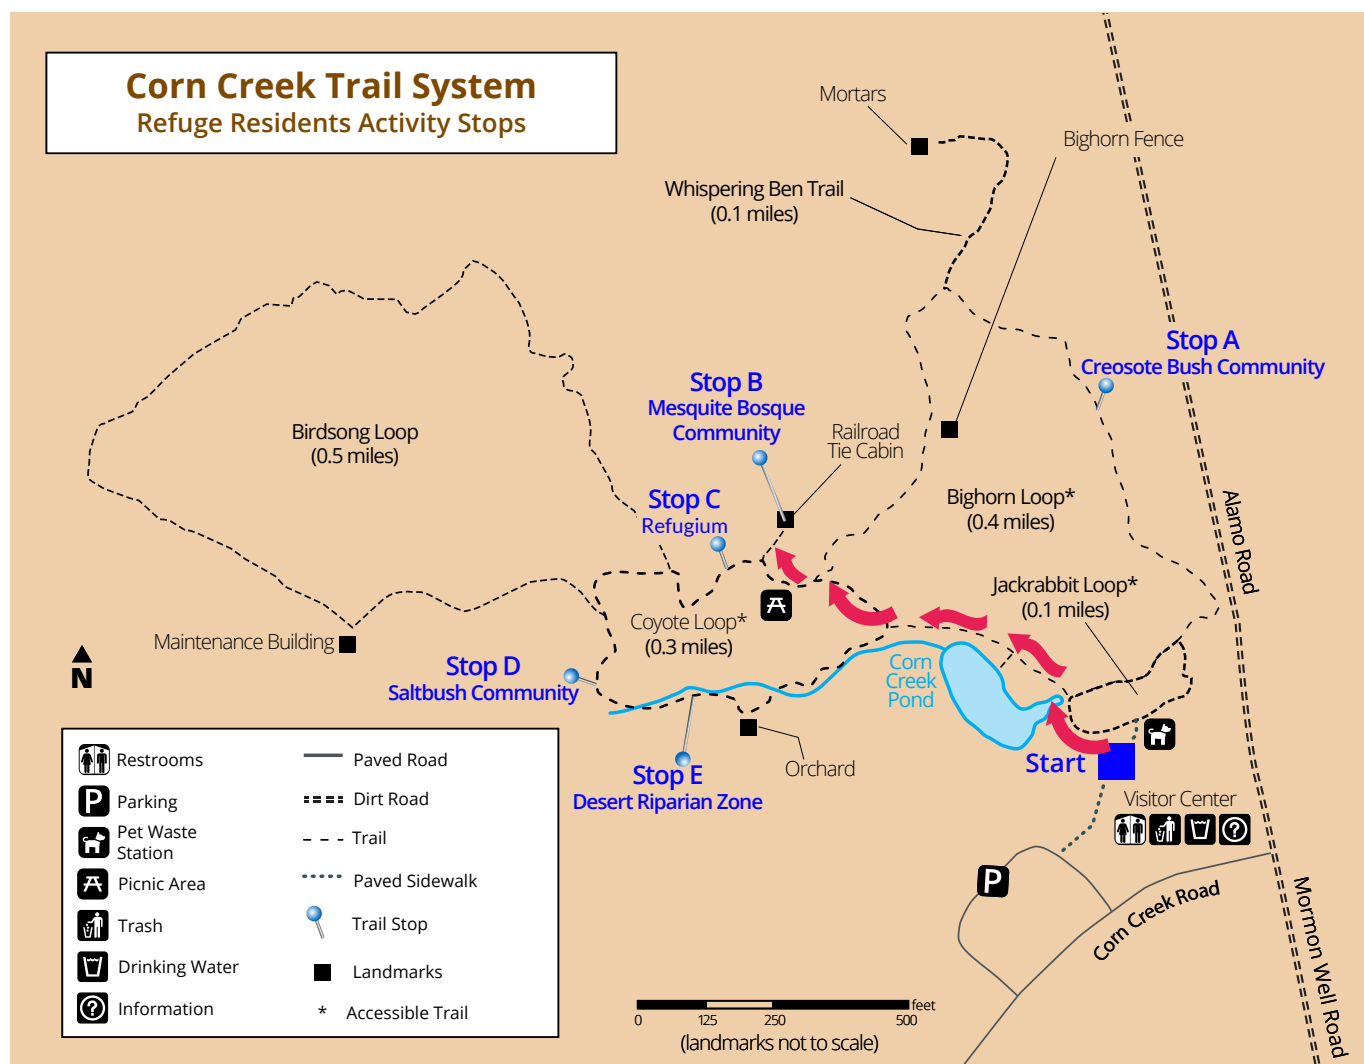 Corn Creek Trail System
Refuge Residents Activity Stops
Mortars
Bighorn Fence
Whispering Ben Trail
(0.1 miles)
Stop A
Creosote Bush Community
Stop B
Mesquite Bosque
Community
Railroad
Tie Cabin
Birdsong Loop
(0.5 miles)
Stop C
Refugium
Bighorn Loop*
(0.4 miles)
Alamo Road
Jackrabbit Loop*
(0.1 miles)
Coyote Loop*
(0.3 miles)
Maintenance Building
N
Stop D
Saltbush Community
Corn
Creek
Pond
Start
Orchard
Stop E
Desert Riparian Zone
Visitor Center
P
Corn Creek Road
Mormon Well Road
Restrooms
P Parking
Pet Waste
Station
Picnic Area
Trash
Drinking Water
? Information
Paved Road
Dirt Road
Trail
Paved Sidewalk
Trail Stop
Landmarks
* Accessible Trail
feet
0 125 250 500
(landmarks not to scale)